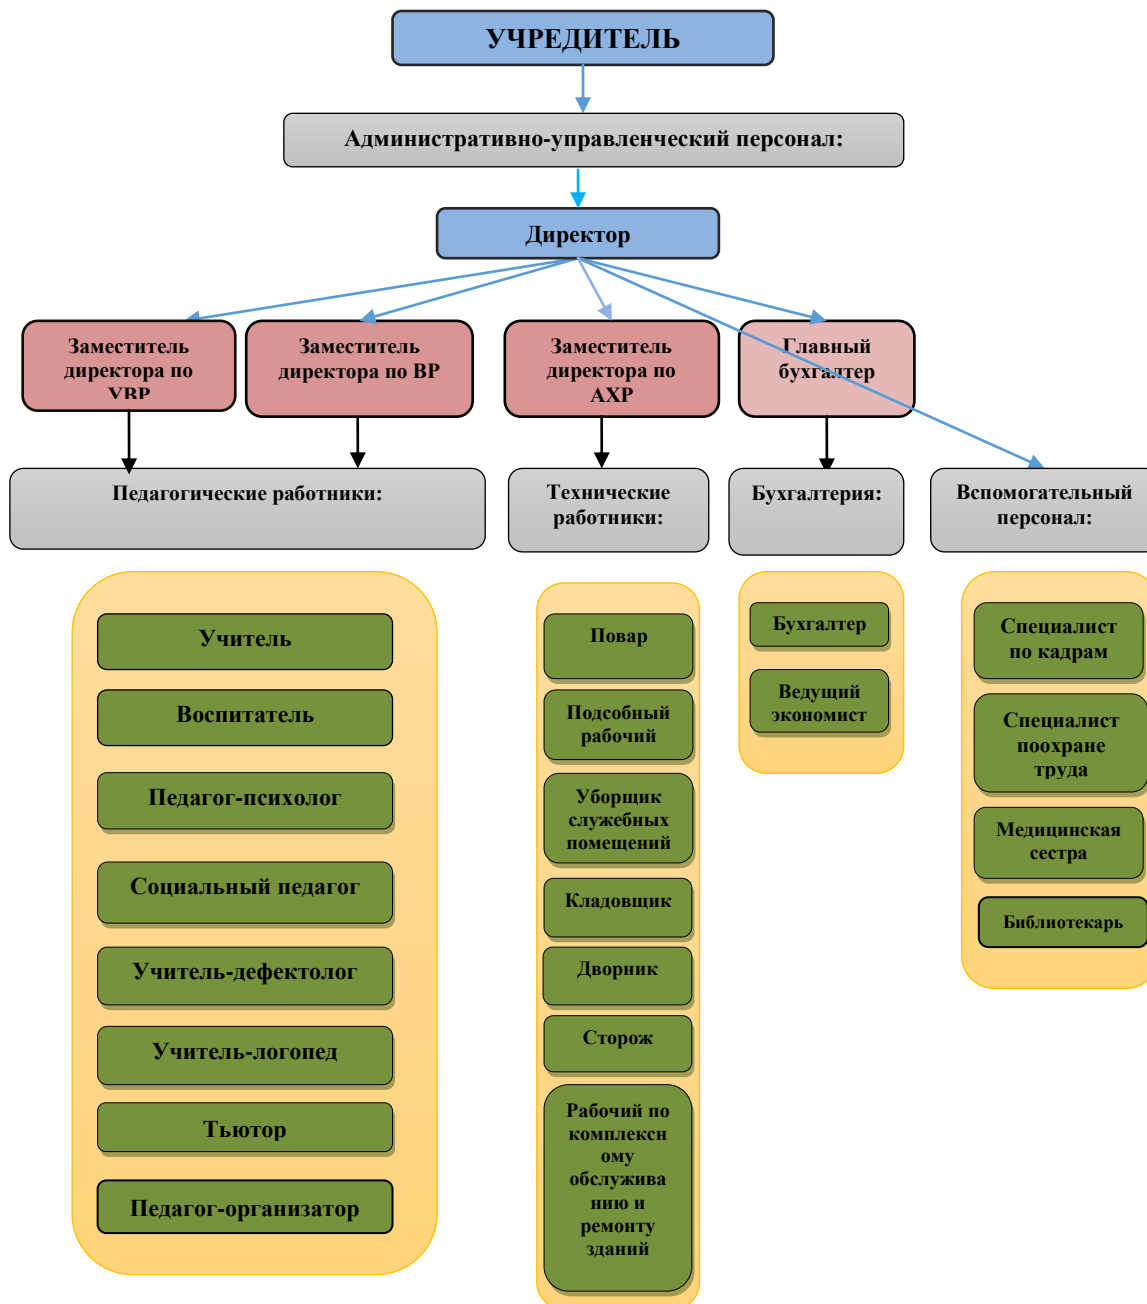 УЧРЕДИТЕЛЬ
Административно-управленческий персонал:
Директор
Заместитель
директора по
УВР
Заместитель
директора по ВР
Заместитель
директора по
АХР
Главный
бухгалтер
Педагогические работники:
Технические
работники:
Бухгалтерия:
Вспомогательный
персонал:
Учитель
Воспитатель
Педагог-психолог
Социальный педагог
Учитель-дефектолог
Учитель-логопед
Тьютор
Педагог-организатор
Повар
Подсобный
рабочий
Уборщик
служебных
помещений
Кладовщик
Дворник
Сторож
Рабочий по
комплексн
ому
обслужива
нию и
ремонту
зданий
Бухгалтер
Ведущий
экономист
Специалист
по кадрам
Специалист
поохране
труда
Медицинская
сестра
Библиотекарь